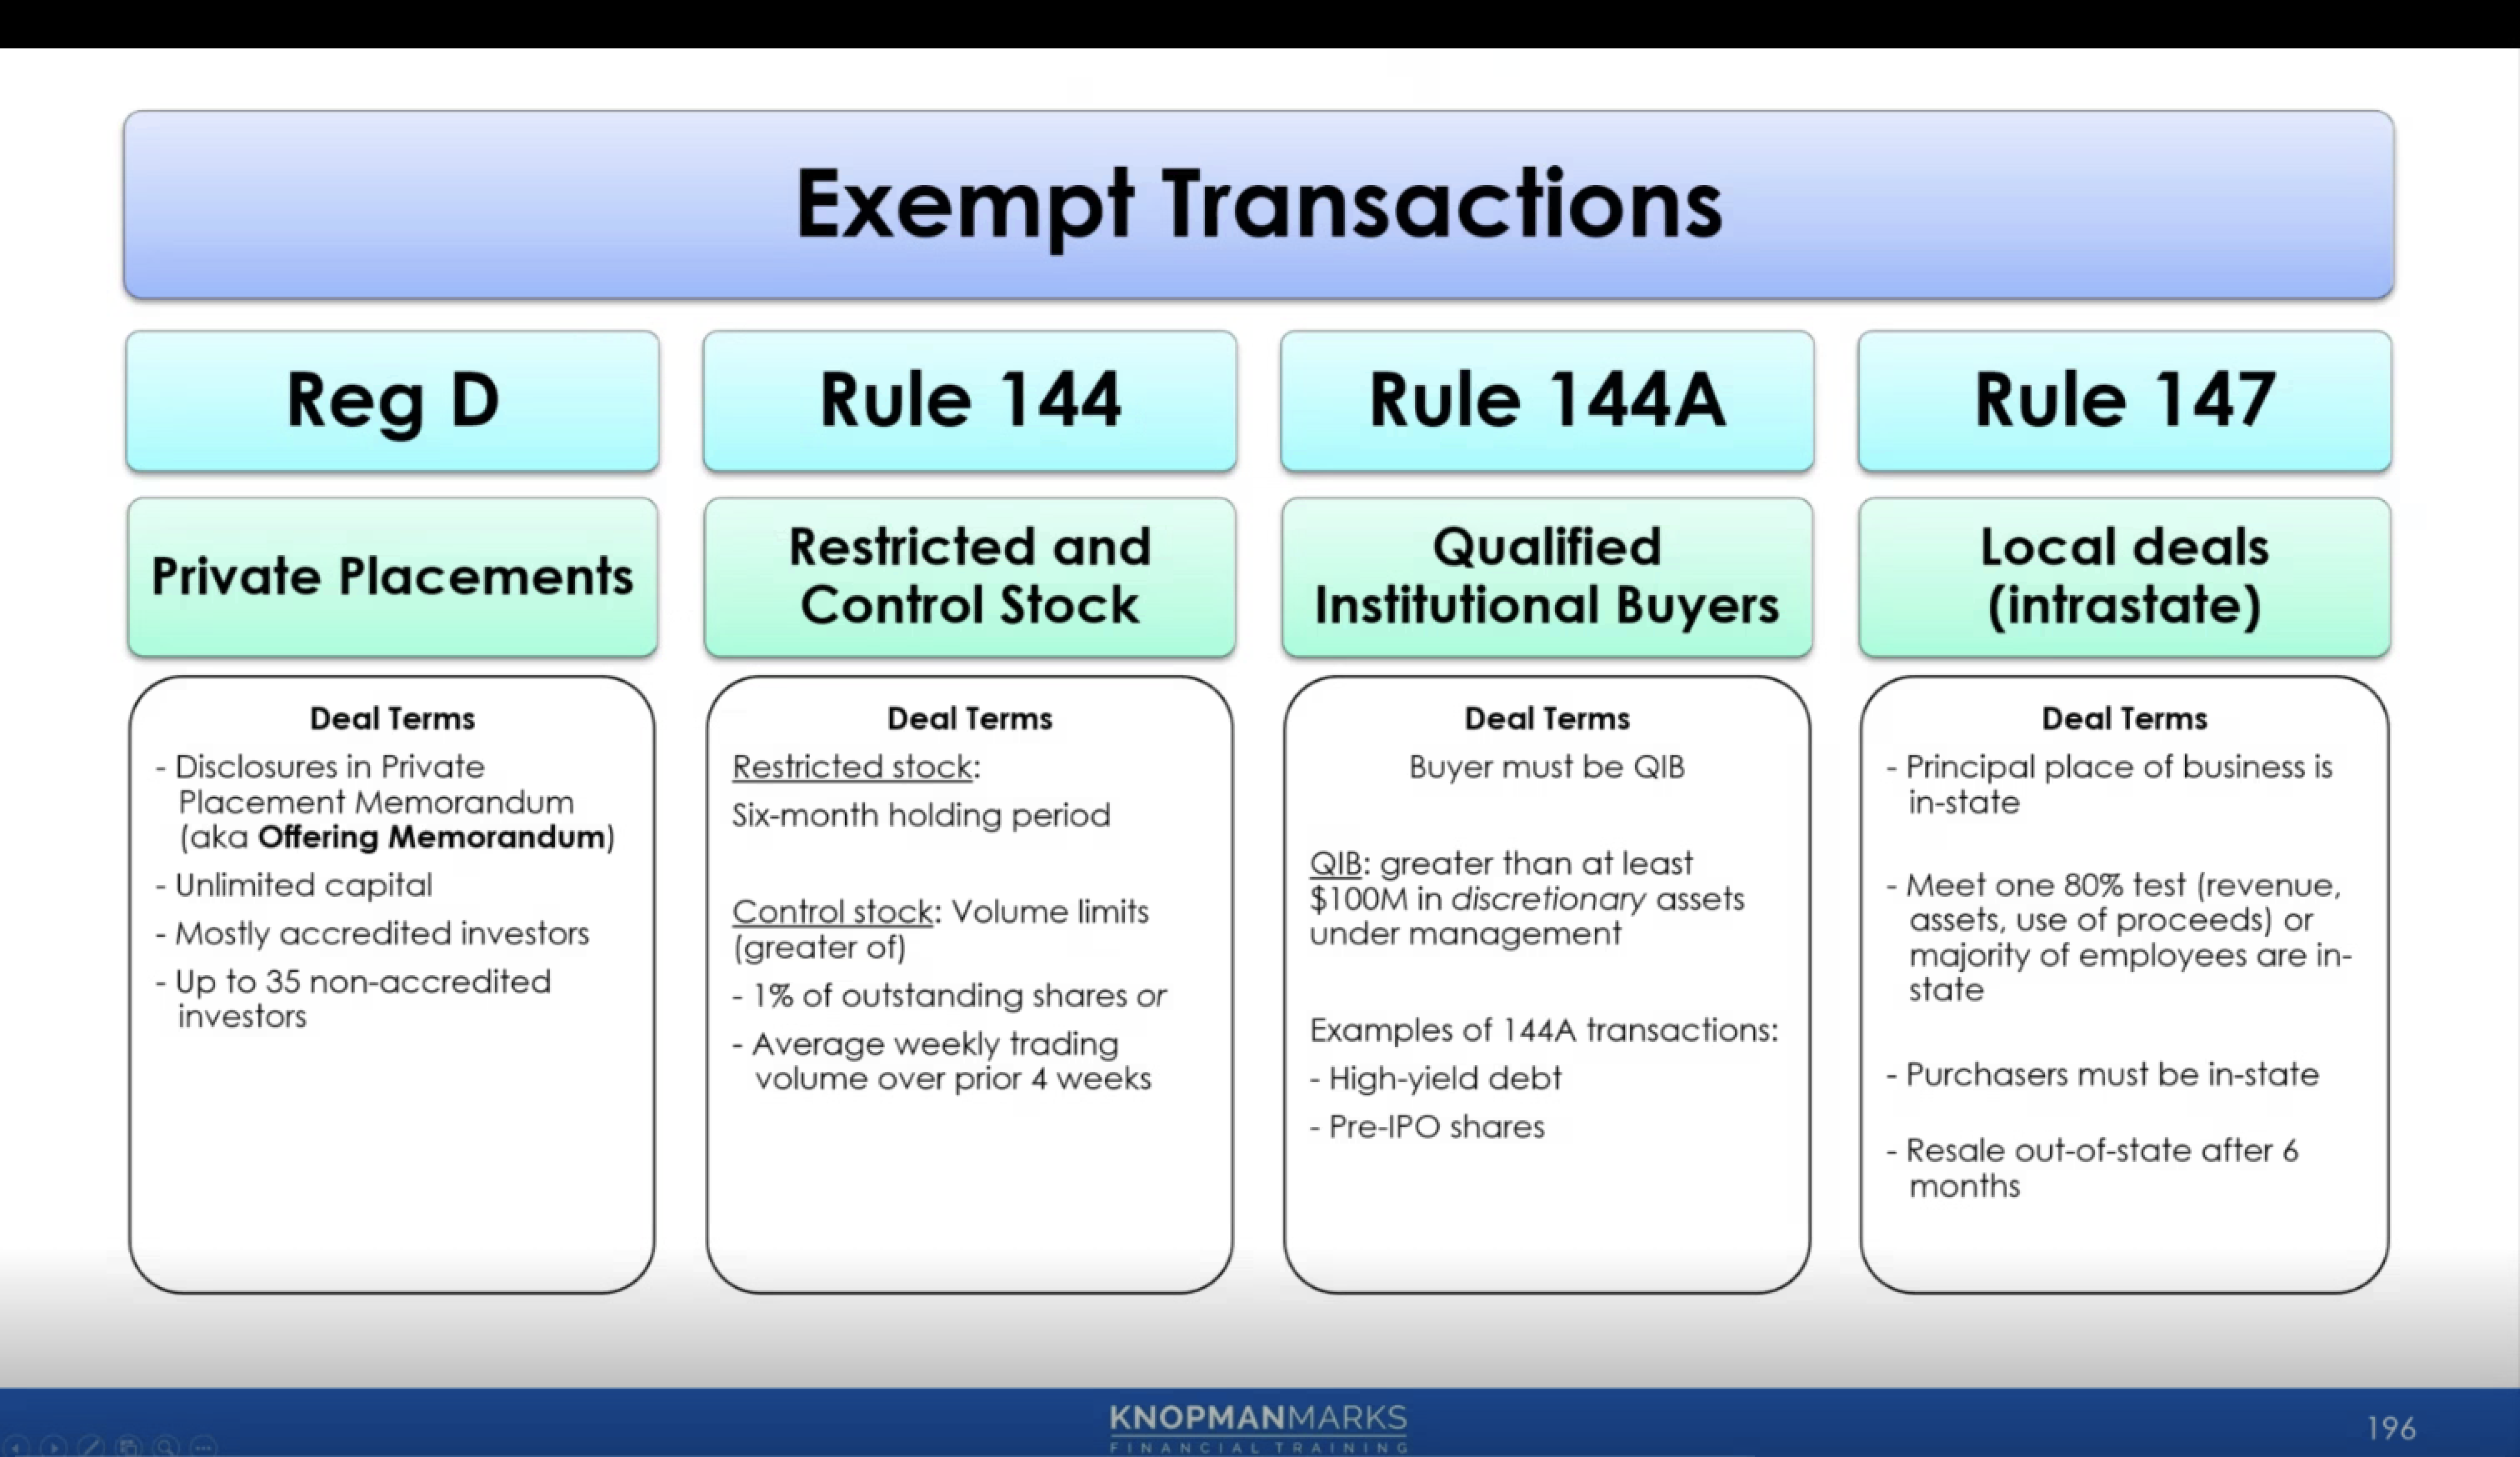 Exempt Transactions
Reg D
Private Placements
Deal Terms
- Disclosures in Private
Placement Memorandum
(aka Offering Memorandum)
- Unlimited capital
- Mostly accredited investors
- Up to 35 non-accredited
investors
Rule 144
Restricted and
Control Stock
Deal Terms
Restricted stock:
Six-month holding period
Control stock: Volume limits
(greater of)
- 1% of outstanding shares or
- Average weekly trading
volume over prior 4 weeks
Rule 144A
Qualified
Institutional Buyers
Deal Terms
Buyer must be QIB
QIB: greater than at least
$100M in discretionary assets
under management
Examples of 144A transactions:
- High-yield debt
- Pre-IPO shares
Rule 147
Local deals
(intrastate)
Deal Terms
- Principal place of business is
in-state
- Meet one 80% test (revenue,
assets, use of proceeds) or
majority of employees are in-
state
- Purchasers must be in-state
- Resale out-of-state after 6
months
KNOPMANMARKS
FINANCIAL TRAINING
196